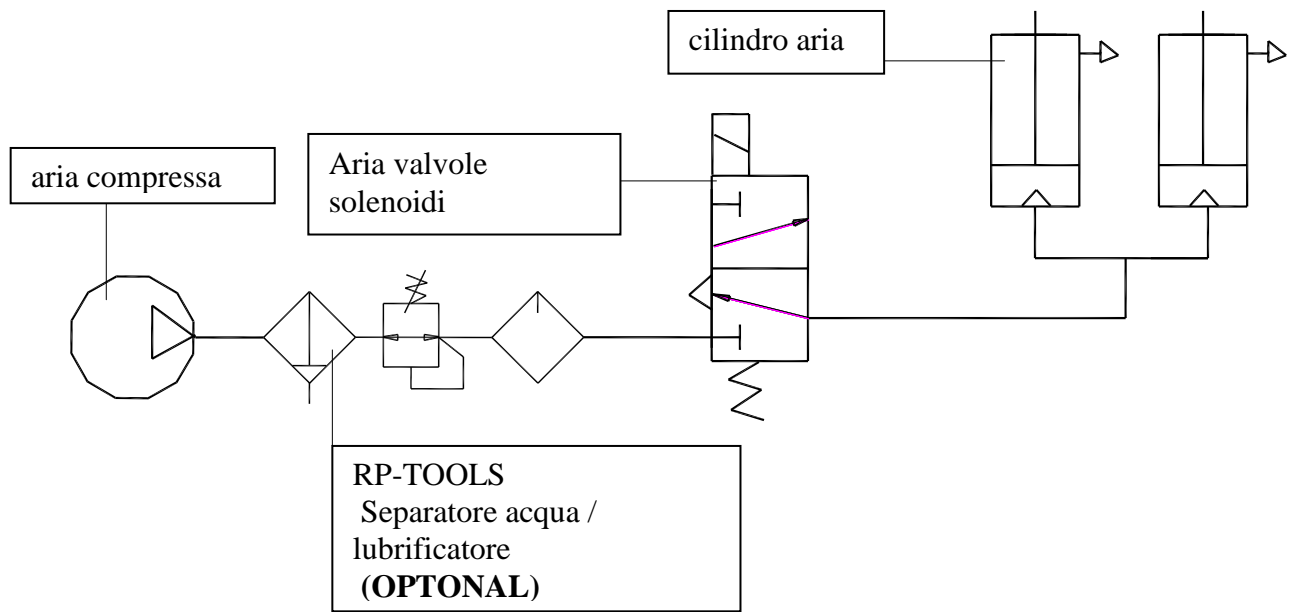 cilindro aria
aria compressa
Aria valvole
solenoidi
RP-TOOLS
Separatore acqua /
lubrificatore
(OPTONAL)